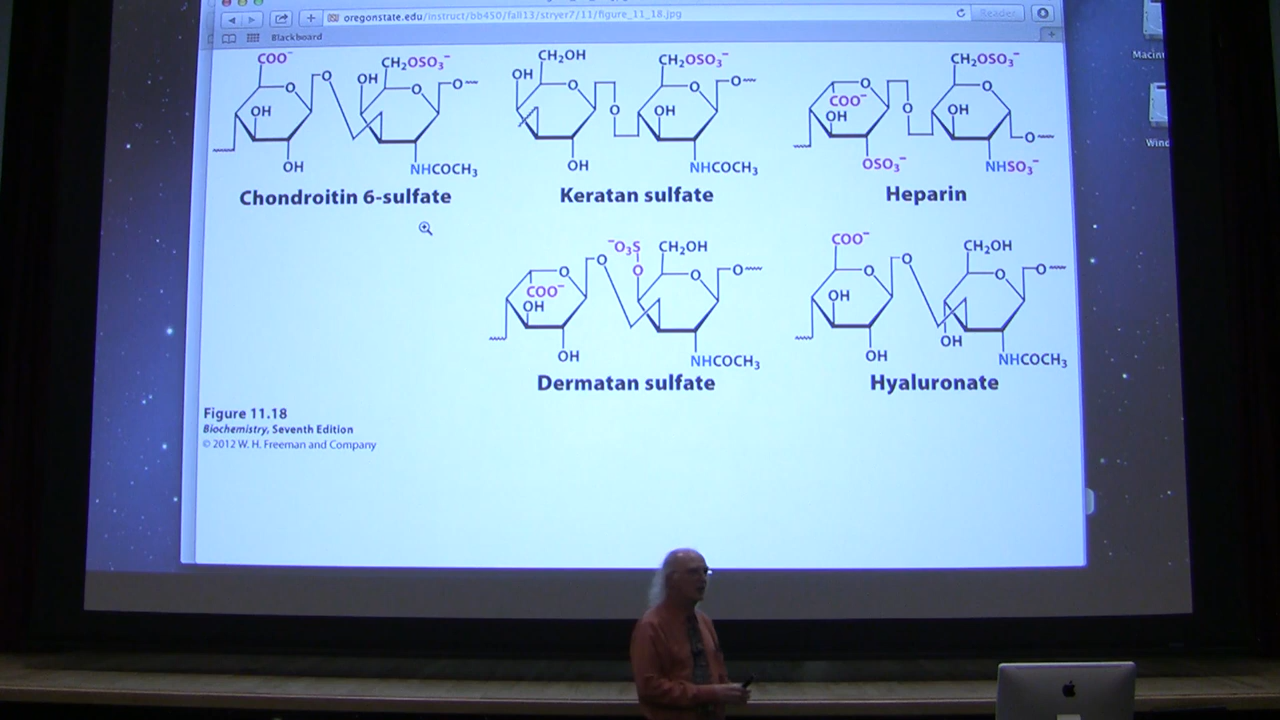 oregonstate.edu/instruct/bb450/fall13/stryer7/11/figure_11_18.jpg
Reader
Blackboard
COO⁻
O
OH
CH₂OSO₃⁻
O
O
O
OH
OH
NHCOCH₃
Chondroitin 6-sulfate
CH₂OH
OH
O
O
CH₂OSO₃⁻
O
O
OH
OH
NHCOCH₃
Keratan sulfate
O
COO⁻
OH
O
CH₂OSO₃⁻
O
OH
O
OSO₃⁻
NHSO₃⁻
Heparin
O
COO⁻
OH
O
⁻O₃S
O
CH₂OH
O
O
OH
NHCOCH₃
Dermatan sulfate
COO⁻
O
O
OH
CH₂OH
O
O
OH
OH
NHCOCH₃
Hyaluronate
Figure 11.18
Biochemistry, Seventh Edition
© 2012 W. H. Freeman and Company
Macin
Wind